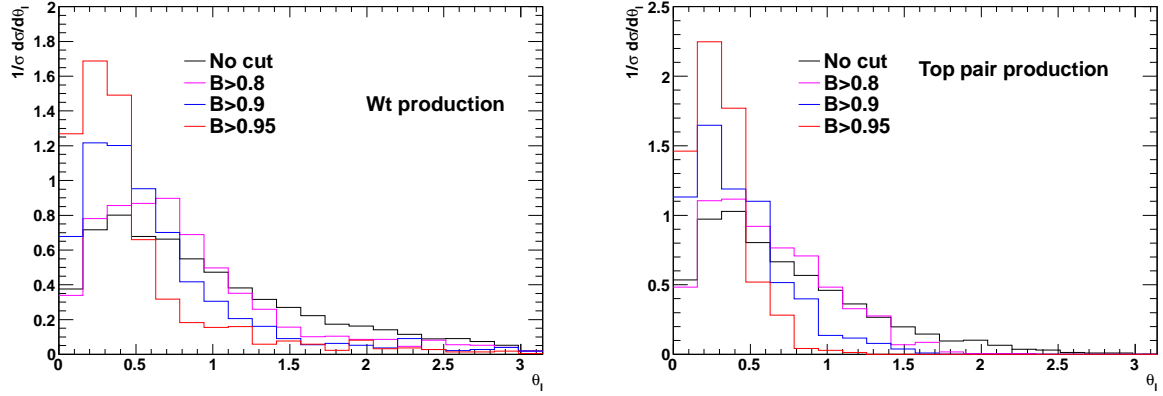 1/σ dσ/dθl
2
1.8
1.6
1.4
1.2
1
0.8
0.6
0.4
0.2
0
No cut
B>0.8
B>0.9
B>0.95
Wt production
0 0.5 1 1.5 2 2.5 3
θl
1/σ dσ/dθl
2.5
2
1.5
1
0.5
0
No cut
B>0.8
B>0.9
B>0.95
Top pair production
0 0.5 1 1.5 2 2.5 3
θl